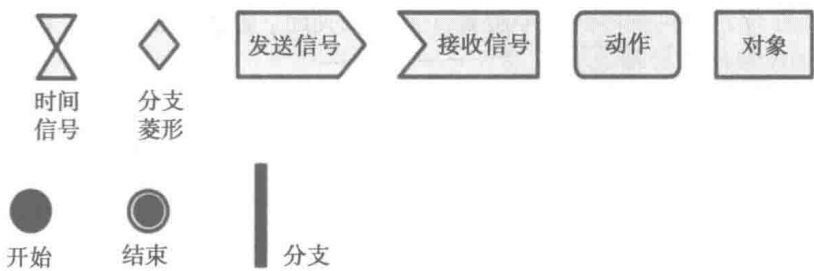 发送信号
接收信号
动作
对象
时间
信号
分支
菱形
开始
结束
分支